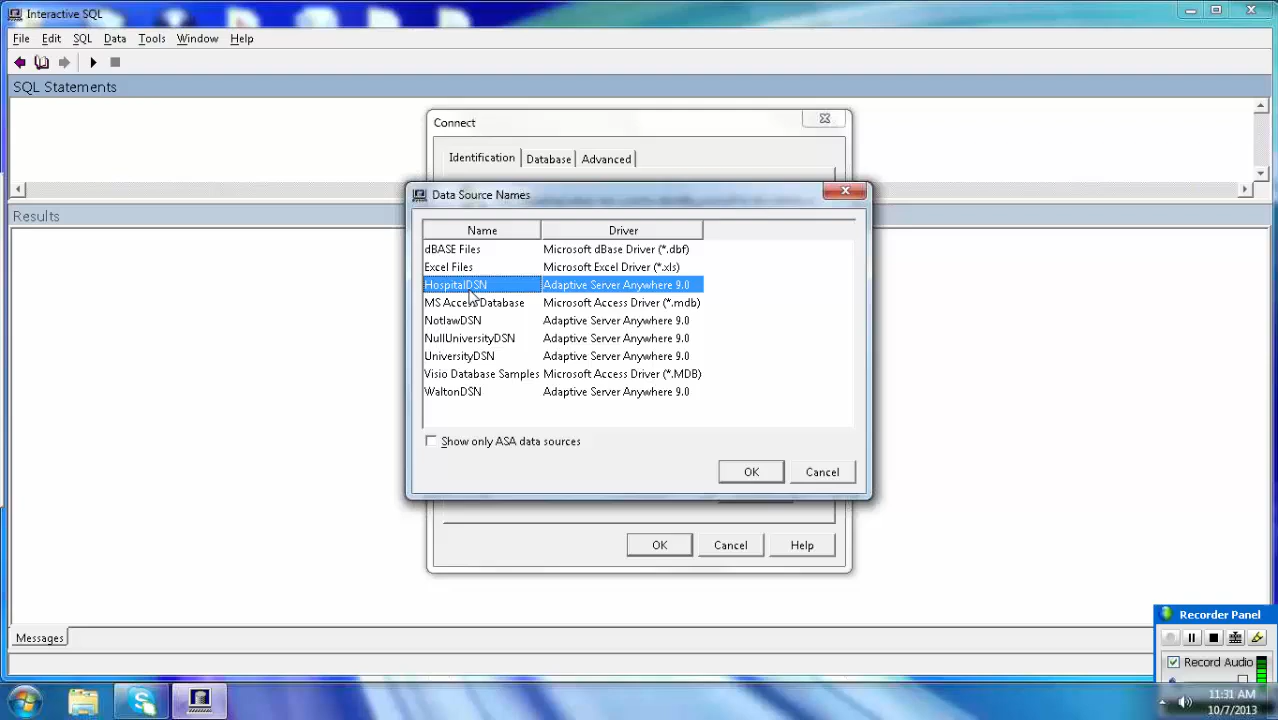 Interactive SQL
File Edit SQL Data Tools Window Help
SQL Statements
Connect
Identification Database Advanced
Data Source Names
Name Driver
dBASE Files Microsoft dBase Driver (*.dbf)
Excel Files Microsoft Excel Driver (*.xls)
HospitalDSN Adaptive Server Anywhere 9.0
MS Access Database Microsoft Access Driver (*.mdb)
NotlawDSN Adaptive Server Anywhere 9.0
NullUniversityDSN Adaptive Server Anywhere 9.0
UniversityDSN Adaptive Server Anywhere 9.0
Visio Database Samples Microsoft Access Driver (*.MDB)
WaltonDSN Adaptive Server Anywhere 9.0
Show only ASA data sources
OK Cancel
OK Cancel Help
Results
Messages
Recorder Panel
Record Audio
11:31 AM
10/7/2013